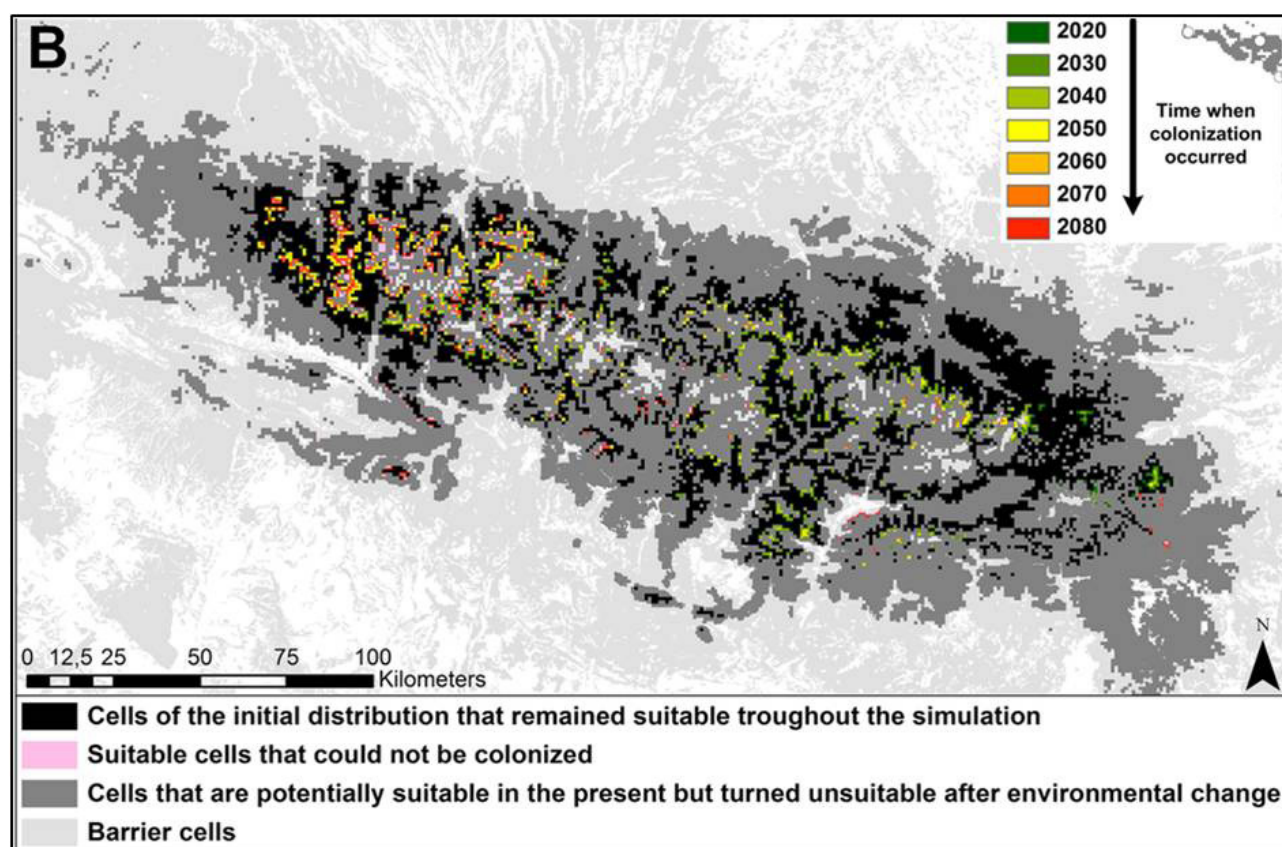 B
2020
2030
2040
2050
2060
2070
2080
Time when
colonization
occurred
0 12,5 25 50 75 100
Kilometers
N
Cells of the initial distribution that remained suitable troughout the simulation
Suitable cells that could not be colonized
Cells that are potentially suitable in the present but turned unsuitable after environmental change
Barrier cells